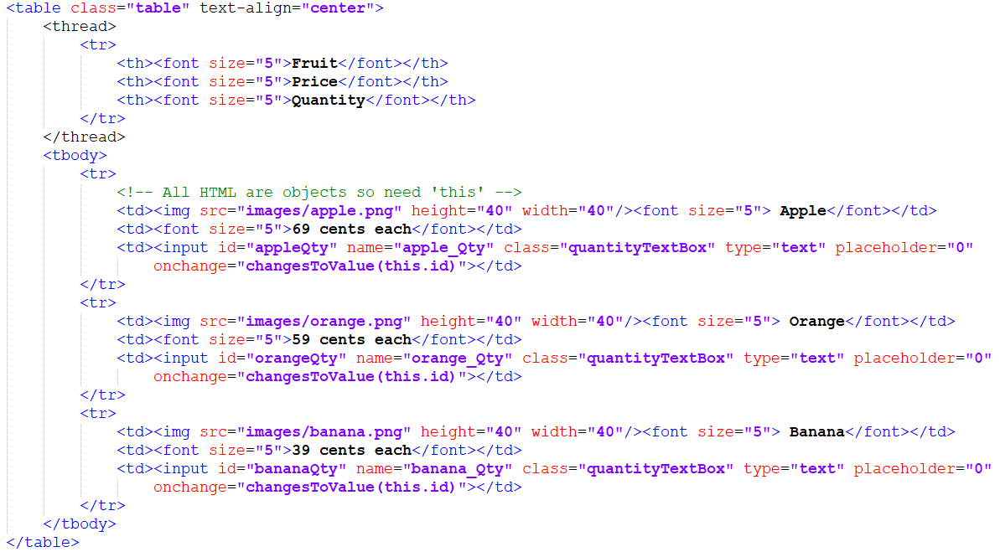 <table class="table" text-align="center">
    <thread>
        <tr>
            <th><font size="5">Fruit</font></th>
            <th><font size="5">Price</font></th>
            <th><font size="5">Quantity</font></th>
        </tr>
    </thread>
    <tbody>
        <tr>
            <!-- All HTML are objects so need 'this' -->
            <td><img src="images/apple.png" height="40" width="40"/><font size="5"> Apple</font></td>
            <td><font size="5">69 cents each</font></td>
            <td><input id="appleQty" name="apple_Qty" class="quantityTextBox" type="text" placeholder="0"
                onchange="changesToValue(this.id)"></td>
        </tr>
        <tr>
            <td><img src="images/orange.png" height="40" width="40"/><font size="5"> Orange</font></td>
            <td><font size="5">59 cents each</font></td>
            <td><input id="orangeQty" name="orange_Qty" class="quantityTextBox" type="text" placeholder="0"
                onchange="changesToValue(this.id)"></td>
        </tr>
        <tr>
            <td><img src="images/banana.png" height="40" width="40"/><font size="5"> Banana</font></td>
            <td><font size="5">39 cents each</font></td>
            <td><input id="bananaQty" name="banana_Qty" class="quantityTextBox" type="text" placeholder="0"
                onchange="changesToValue(this.id)"></td>
        </tr>
    </tbody>
</table>